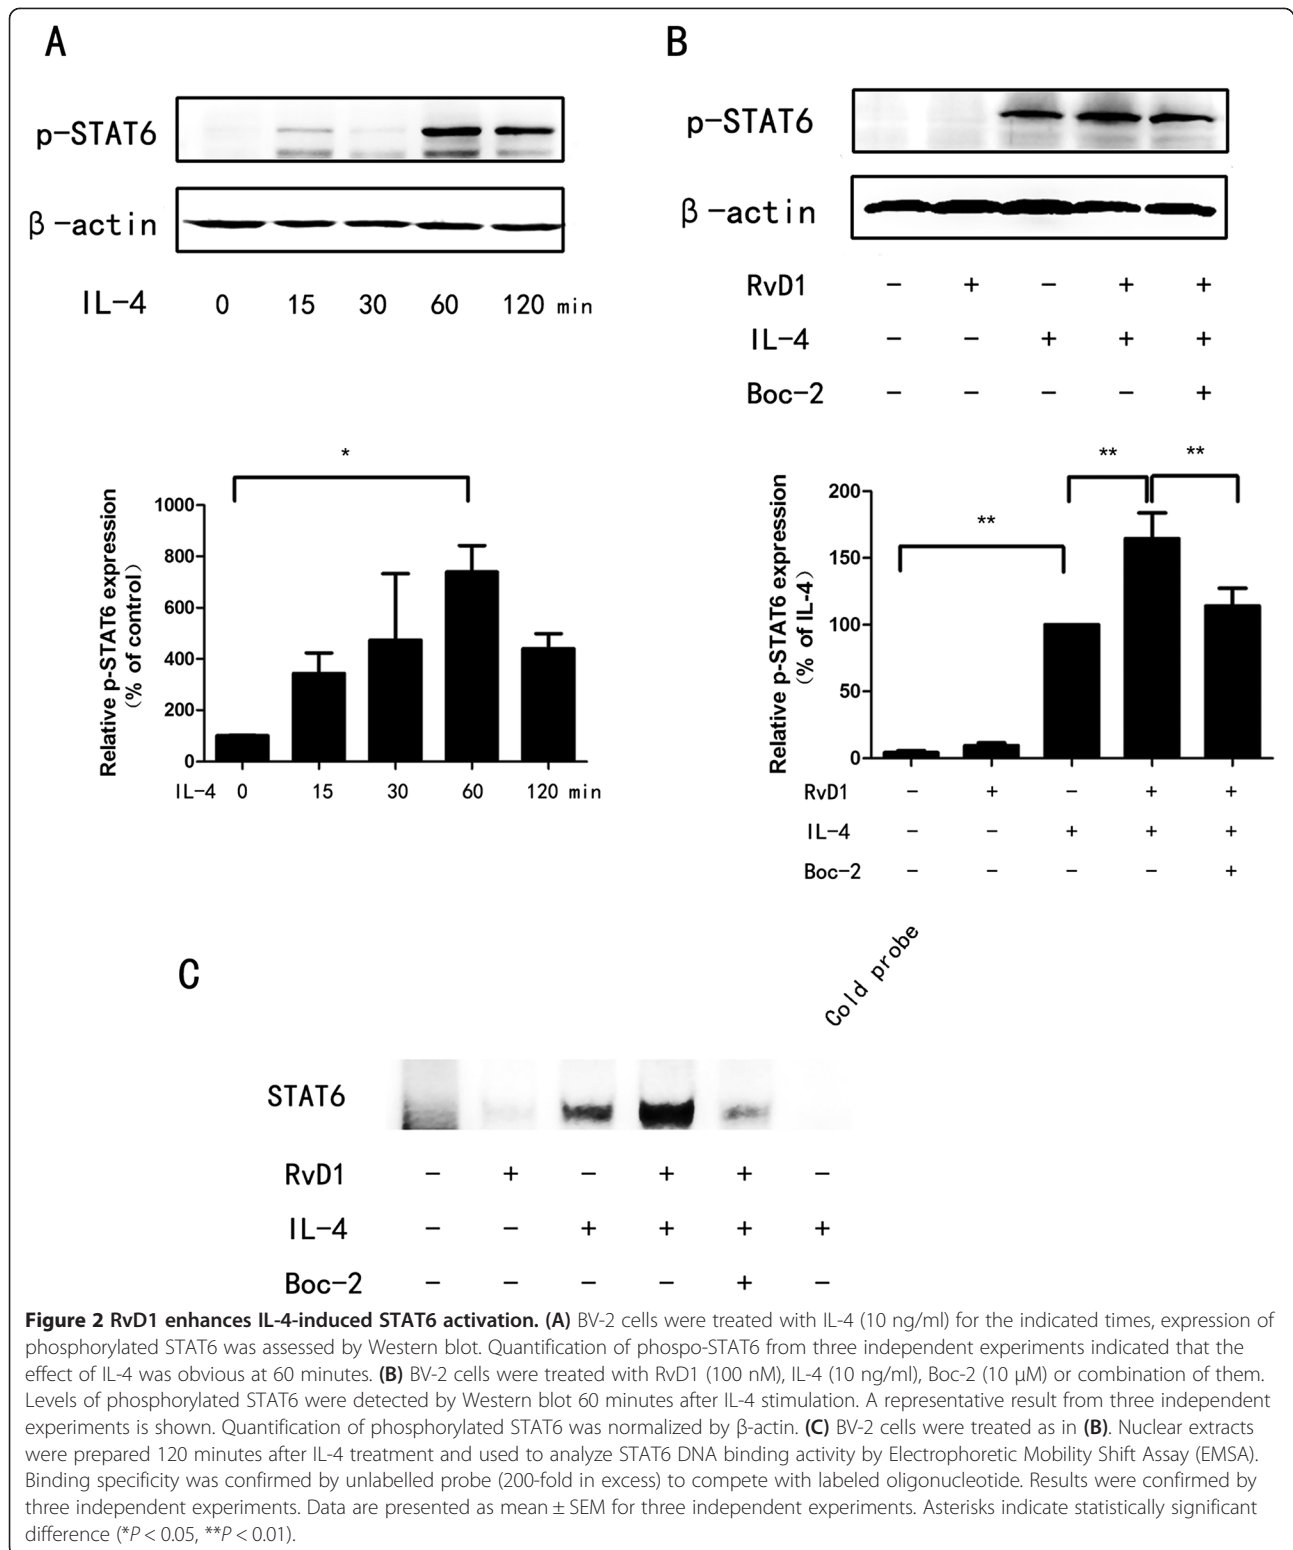 A
p-STAT6
β-actin
IL-4 0 15 30 60 120 min
*
Relative p-STAT6 expression
(% of control)
1000
800
600
400
200
0
IL-4 0 15 30 60 120 min
B
p-STAT6
β-actin
RvD1 − + − + +
IL-4 − − + + +
Boc-2 − − − − +
** **
**
Relative p-STAT6 expression
(% of IL-4)
200
150
100
50
0
RvD1 − + − + +
IL-4 − − + + +
Boc-2 − − − − +
C
Cold probe
STAT6
RvD1 − + − + + −
IL-4 − − + + + +
Boc-2 − − − − + −
Figure 2 RvD1 enhances IL-4-induced STAT6 activation. (A) BV-2 cells were treated with IL-4 (10 ng/ml) for the indicated times, expression of
phosphorylated STAT6 was assessed by Western blot. Quantification of phospo-STAT6 from three independent experiments indicated that the
effect of IL-4 was obvious at 60 minutes. (B) BV-2 cells were treated with RvD1 (100 nM), IL-4 (10 ng/ml), Boc-2 (10 μM) or combination of them.
Levels of phosphorylated STAT6 were detected by Western blot 60 minutes after IL-4 stimulation. A representative result from three independent
experiments is shown. Quantification of phosphorylated STAT6 was normalized by β-actin. (C) BV-2 cells were treated as in (B). Nuclear extracts
were prepared 120 minutes after IL-4 treatment and used to analyze STAT6 DNA binding activity by Electrophoretic Mobility Shift Assay (EMSA).
Binding specificity was confirmed by unlabelled probe (200-fold in excess) to compete with labeled oligonucleotide. Results were confirmed by
three independent experiments. Data are presented as mean ± SEM for three independent experiments. Asterisks indicate statistically significant
difference (*P < 0.05, **P < 0.01).